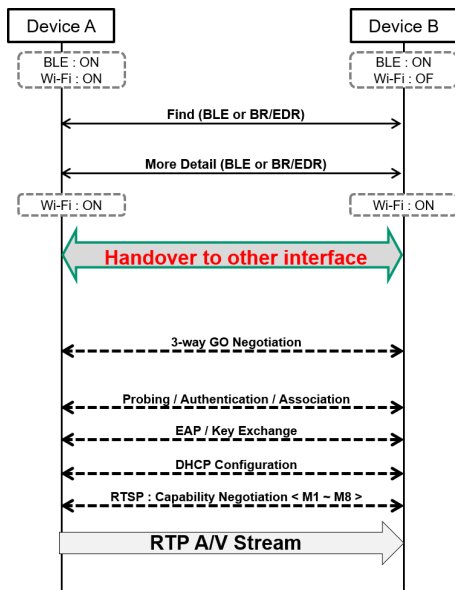 Device A
Device B
BLE : ON
Wi-Fi : ON
BLE : ON
Wi-Fi : OF
Find (BLE or BR/EDR)
More Detail (BLE or BR/EDR)
Wi-Fi : ON
Wi-Fi : ON
Handover to other interface
3-way GO Negotiation
Probing / Authentication / Association
EAP / Key Exchange
DHCP Configuration
RTSP : Capability Negotiation < M1 ~ M8 >
RTP A/V Stream